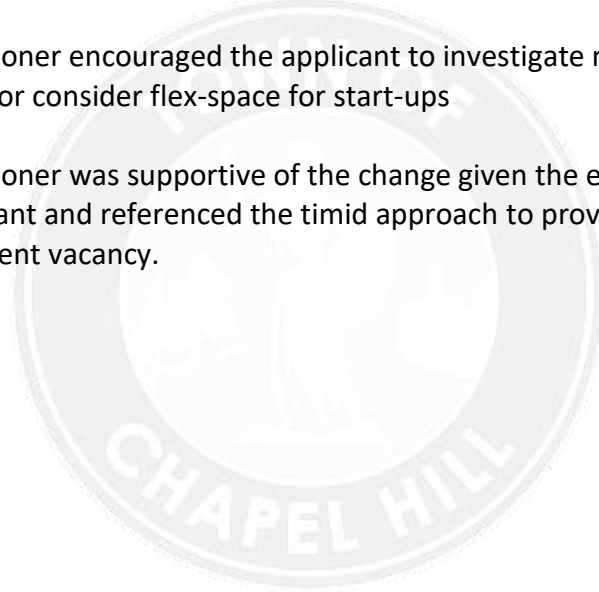 oner encouraged the applicant to investigate
or consider flex-space for start-ups
oner was supportive of the change given the
ant and referenced the timid approach to
ent vacancy.
TOWN OF
CHAPEL HILL